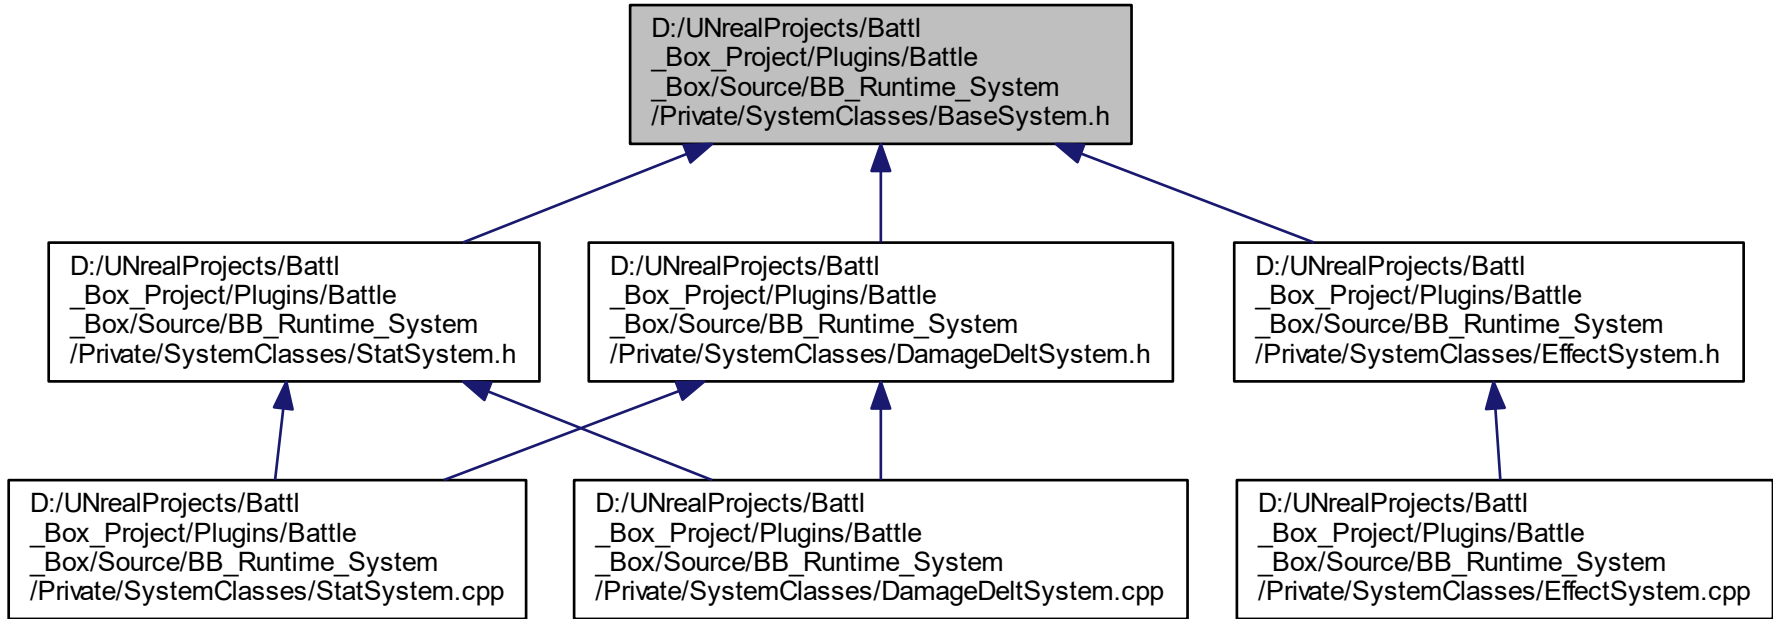 D:/UNrealProjects/Battl
_Box_Project/Plugins/Battle
_Box/Source/BB_Runtime_System
/Private/SystemClasses/BaseSystem.h
D:/UNrealProjects/Battl
_Box_Project/Plugins/Battle
_Box/Source/BB_Runtime_System
/Private/SystemClasses/StatSystem.h
D:/UNrealProjects/Battl
_Box_Project/Plugins/Battle
_Box/Source/BB_Runtime_System
/Private/SystemClasses/DamageDeltSystem.h
D:/UNrealProjects/Battl
_Box_Project/Plugins/Battle
_Box/Source/BB_Runtime_System
/Private/SystemClasses/EffectSystem.h
D:/UNrealProjects/Battl
_Box_Project/Plugins/Battle
_Box/Source/BB_Runtime_System
/Private/SystemClasses/StatSystem.cpp
D:/UNrealProjects/Battl
_Box_Project/Plugins/Battle
_Box/Source/BB_Runtime_System
/Private/SystemClasses/DamageDeltSystem.cpp
D:/UNrealProjects/Battl
_Box_Project/Plugins/Battle
_Box/Source/BB_Runtime_System
/Private/SystemClasses/EffectSystem.cpp